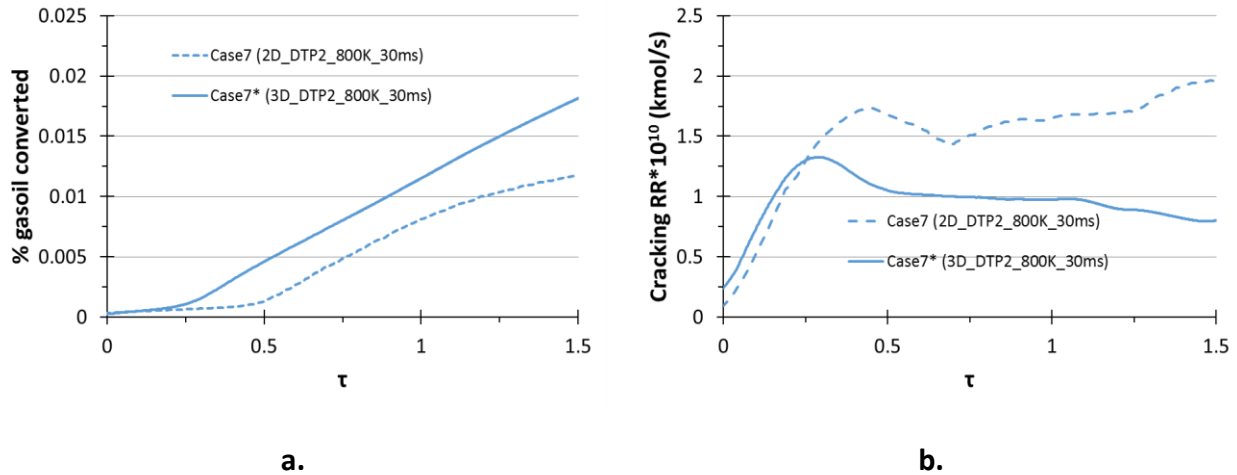 0.025
0.02
0.015
0.01
0.005
0
% gasoil converted
Case7 (2D_DTP2_800K_30ms)
Case7* (3D_DTP2_800K_30ms)
0 0.5 1 1.5
τ
a.
2.5
2
1.5
1
0.5
0
Cracking RR*10¹⁰ (kmol/s)
Case7 (2D_DTP2_800K_30ms)
Case7* (3D_DTP2_800K_30ms)
0 0.5 1 1.5
τ
b.